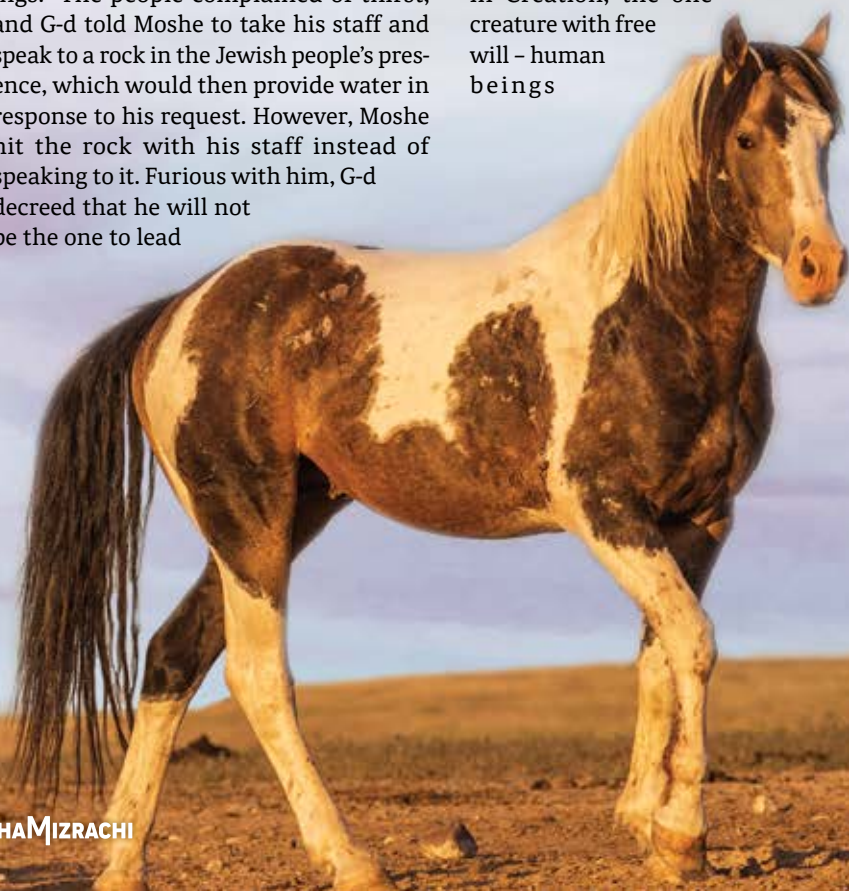 and G-d told Moshe to take his staff and
speak to a rock in the Jewish people's pres-
ence, which would then provide water in
response to his request. However, Moshe
hit the rock with his staff instead of
speaking to it. Furious with him, G-d
decreed that he will not
be the one to lead
creature with free
will – human
beings
HAMIZRACHI